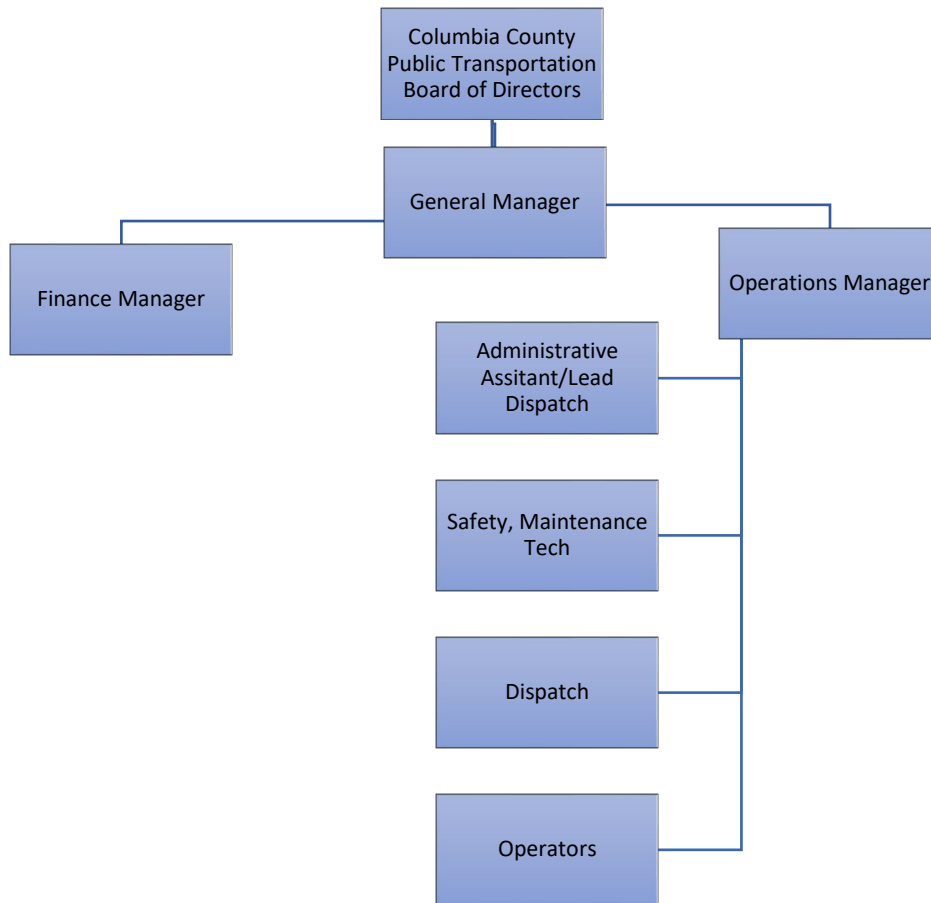 Columbia County
Public Transportation
Board of Directors
General Manager
Finance Manager
Operations Manager
Administrative
Assitant/Lead
Dispatch
Safety, Maintenance
Tech
Dispatch
Operators